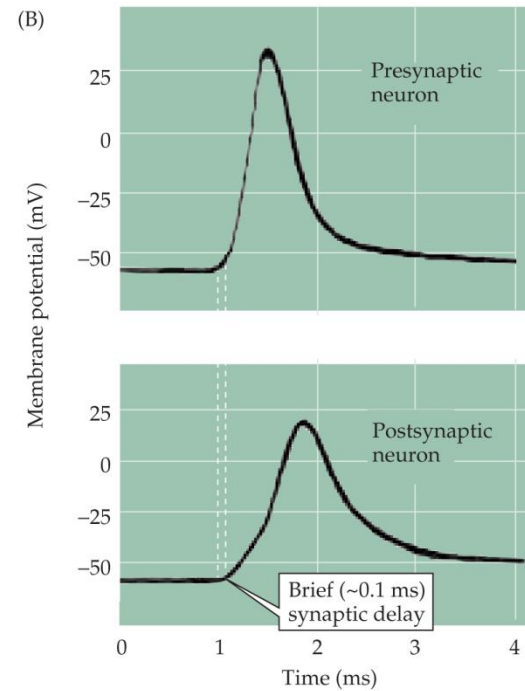 (B)
Membrane potential (mV)
25
0
−25
−50
Presynaptic
neuron
25
0
−25
−50
Postsynaptic
neuron
Brief (~0.1 ms)
synaptic delay
0
1
2
3
4
Time (ms)